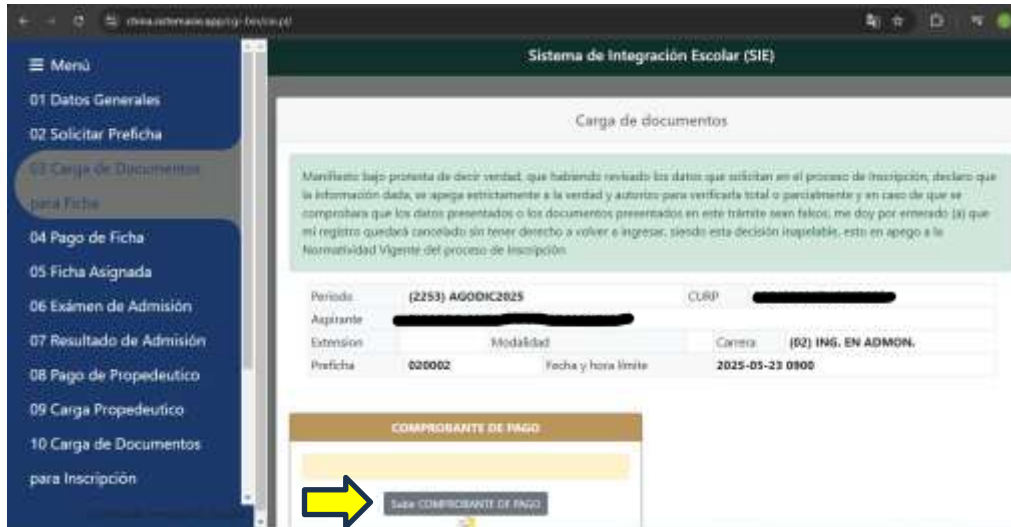 Sistema de Integración Escolar (SIE)
Menú
01 Datos Generales
02 Solicitar Preficha
03 Carga de Documentos
para Ficha
04 Pago de Ficha
05 Ficha Asignada
06 Exámen de Admisión
07 Resultado de Admisión
08 Pago de Propedeutico
09 Carga Propedeutico
10 Carga de Documentos
para Inscripción
Carga de documentos
Manifiesto bajo protesta de decir verdad, que habiendo revisado los datos que solicitan en el proceso de Inscripción, declaro que
la información dada, se apega estrictamente a la verdad y autorizo para verificarla total o parcialmente y en caso de que se
comprobara que los datos presentados o los documentos presentados en este trámite sean falsos, me doy por enterado (a) que
mi registro quedará cancelado sin tener derecho a volver a ingresar, siendo esta decisión inapelable, esto en apego a la
Normatividad Vigente del proceso de Inscripción
Periodo (2253) AGODIC2025 CURP
Aspirante
Extension Modalidad Carrera (02) ING. EN ADMON.
Preficha 020002 Fecha y hora límite 2025-05-23 0900
COMPROBANTE DE PAGO
Subir COMPROBANTE DE PAGO